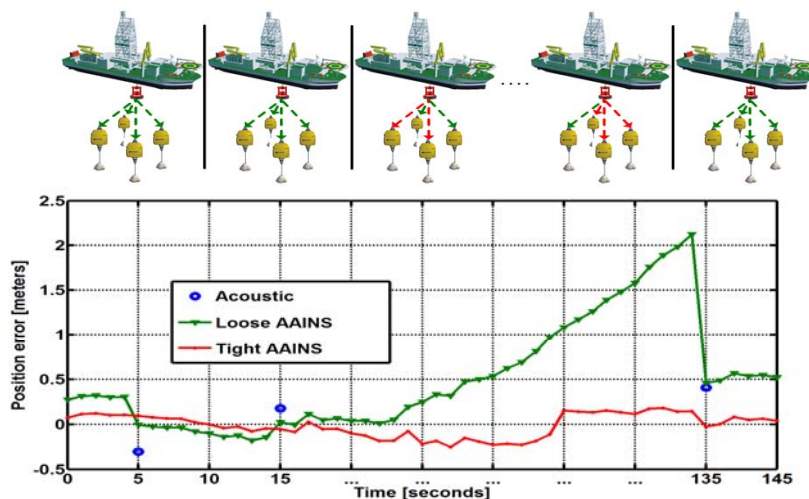 ....
2.5
2
1.5
1
0.5
0
-0.5
Position error [meters]
Acoustic
Loose AAINS
Tight AAINS
0 5 10 15 ... ... ... ... ... 135 145
Time [seconds]